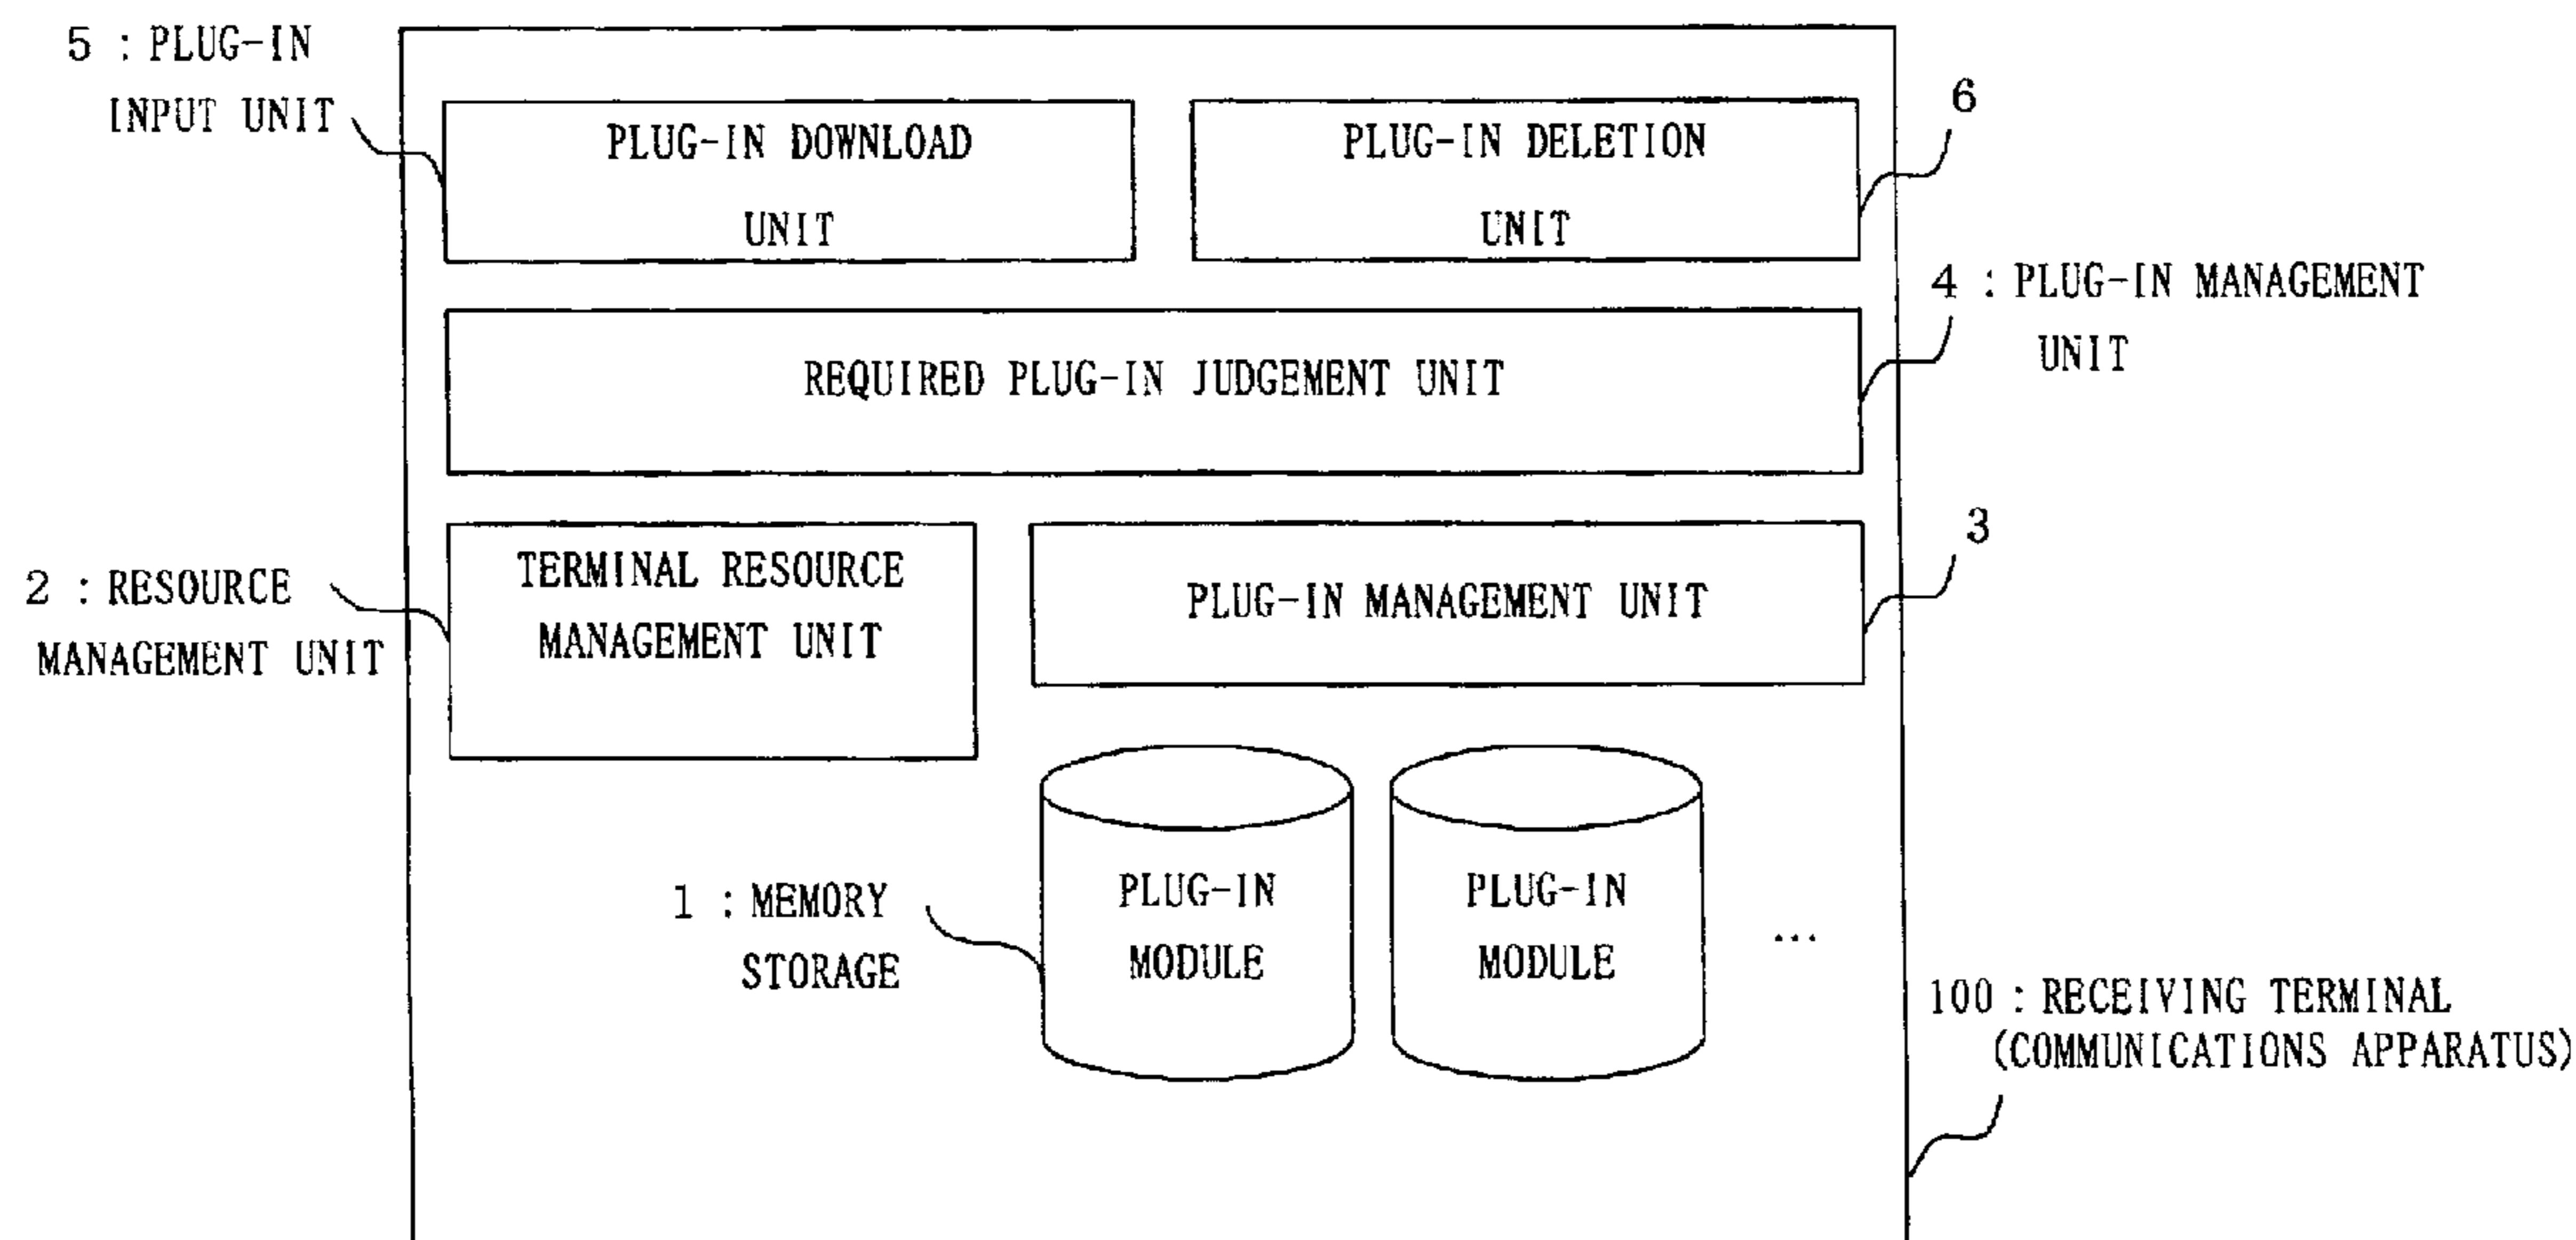 5 : PLUG-IN
INPUT UNIT
PLUG-IN DOWNLOAD
UNIT
PLUG-IN DELETION
UNIT
6
4 : PLUG-IN MANAGEMENT
UNIT
REQUIRED PLUG-IN JUDGEMENT UNIT
2 : RESOURCE
MANAGEMENT UNIT
TERMINAL RESOURCE
MANAGEMENT UNIT
PLUG-IN MANAGEMENT UNIT
3
1 : MEMORY
STORAGE
PLUG-IN
MODULE
PLUG-IN
MODULE
...
100 : RECEIVING TERMINAL
(COMMUNICATIONS APPARATUS)